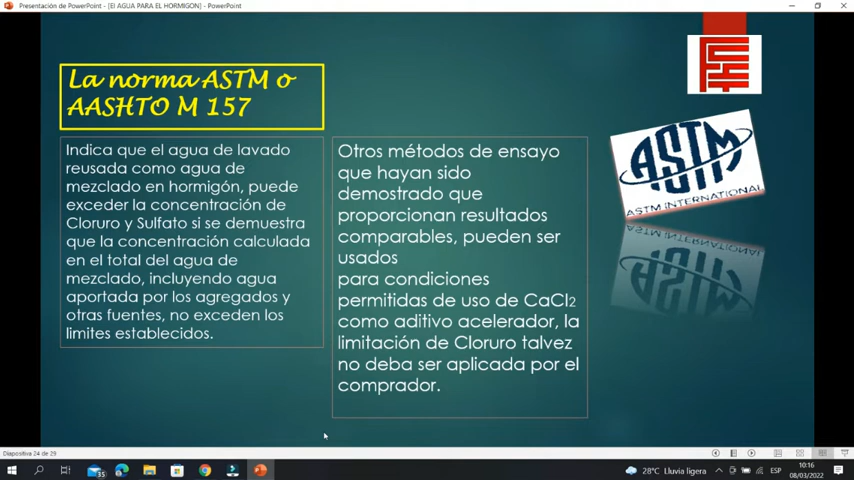 Presentación de PowerPoint - [El AGUA PARA EL HORMIGON] - PowerPoint
La norma ASTM o
AASHTO M 157
Indica que el agua de lavado
reusada como agua de
mezclado en hormigón, puede
exceder la concentración de
Cloruro y Sulfato si se demuestra
que la concentración calculada
en el total del agua de
mezclado, incluyendo agua
aportada por los agregados y
otras fuentes, no exceden los
limites establecidos.
Otros métodos de ensayo
que hayan sido
demostrado que
proporcionan resultados
comparables, pueden ser
usados
para condiciones
permitidas de uso de CaCl2
como aditivo acelerador, la
limitación de Cloruro talvez
no deba ser aplicada por el
comprador.
ASTM
ASTM INTERNATIONAL
Diapositiva 24 de 29
35
28°C Lluvia ligera
ESP
10:16
08/03/2022